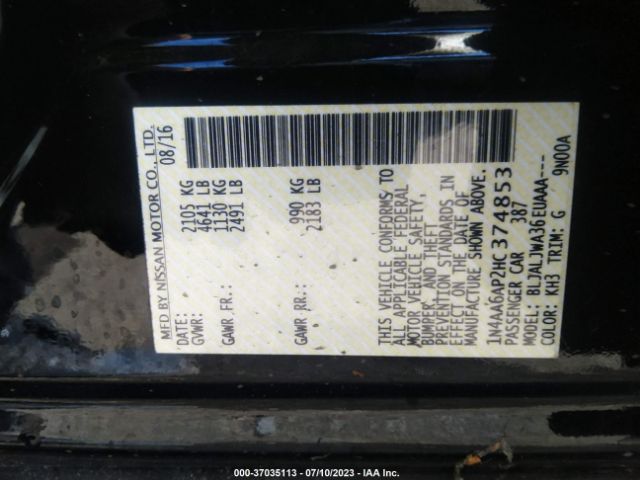 MFD BY NISSAN MOTOR CO., LTD.
DATE: 08/16
GVWR: 2105 KG
4641 LB
GAWR FR: 1130 KG
2491 LB
GAWR RR: 990 KG
2183 LB
THIS VEHICLE CONFORMS TO
ALL APPLICABLE FEDERAL
MOTOR VEHICLE SAFETY,
BUMPER, AND THEFT
PREVENTION STANDARDS IN
EFFECT ON THE DATE OF
MANUFACTURE SHOWN ABOVE.
1N4AA6AP2HC374853
PASSENGER CAR 387
MODEL: BLJALJWA36EUAAA---
COLOR: KH3 TRIM: G 9N00A
000-37035113 - 07/10/2023 - IAA Inc.